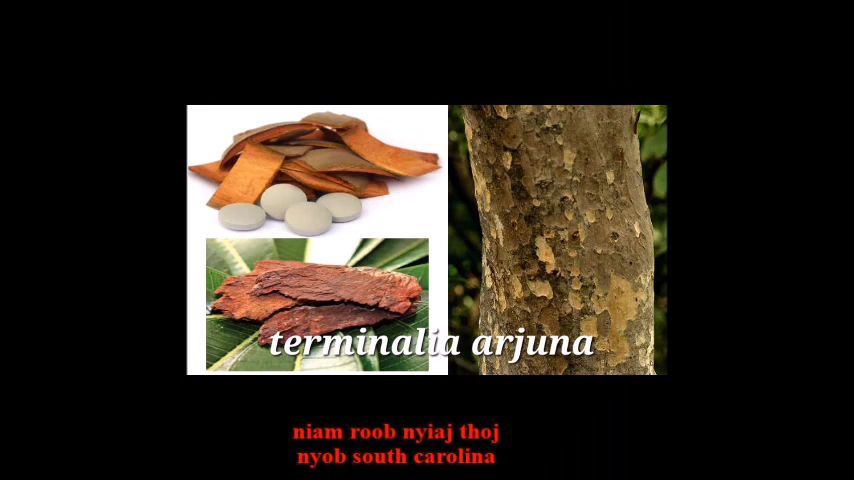 terminalia arjuna
niam roob nyiaj thoj
nyob south carolina